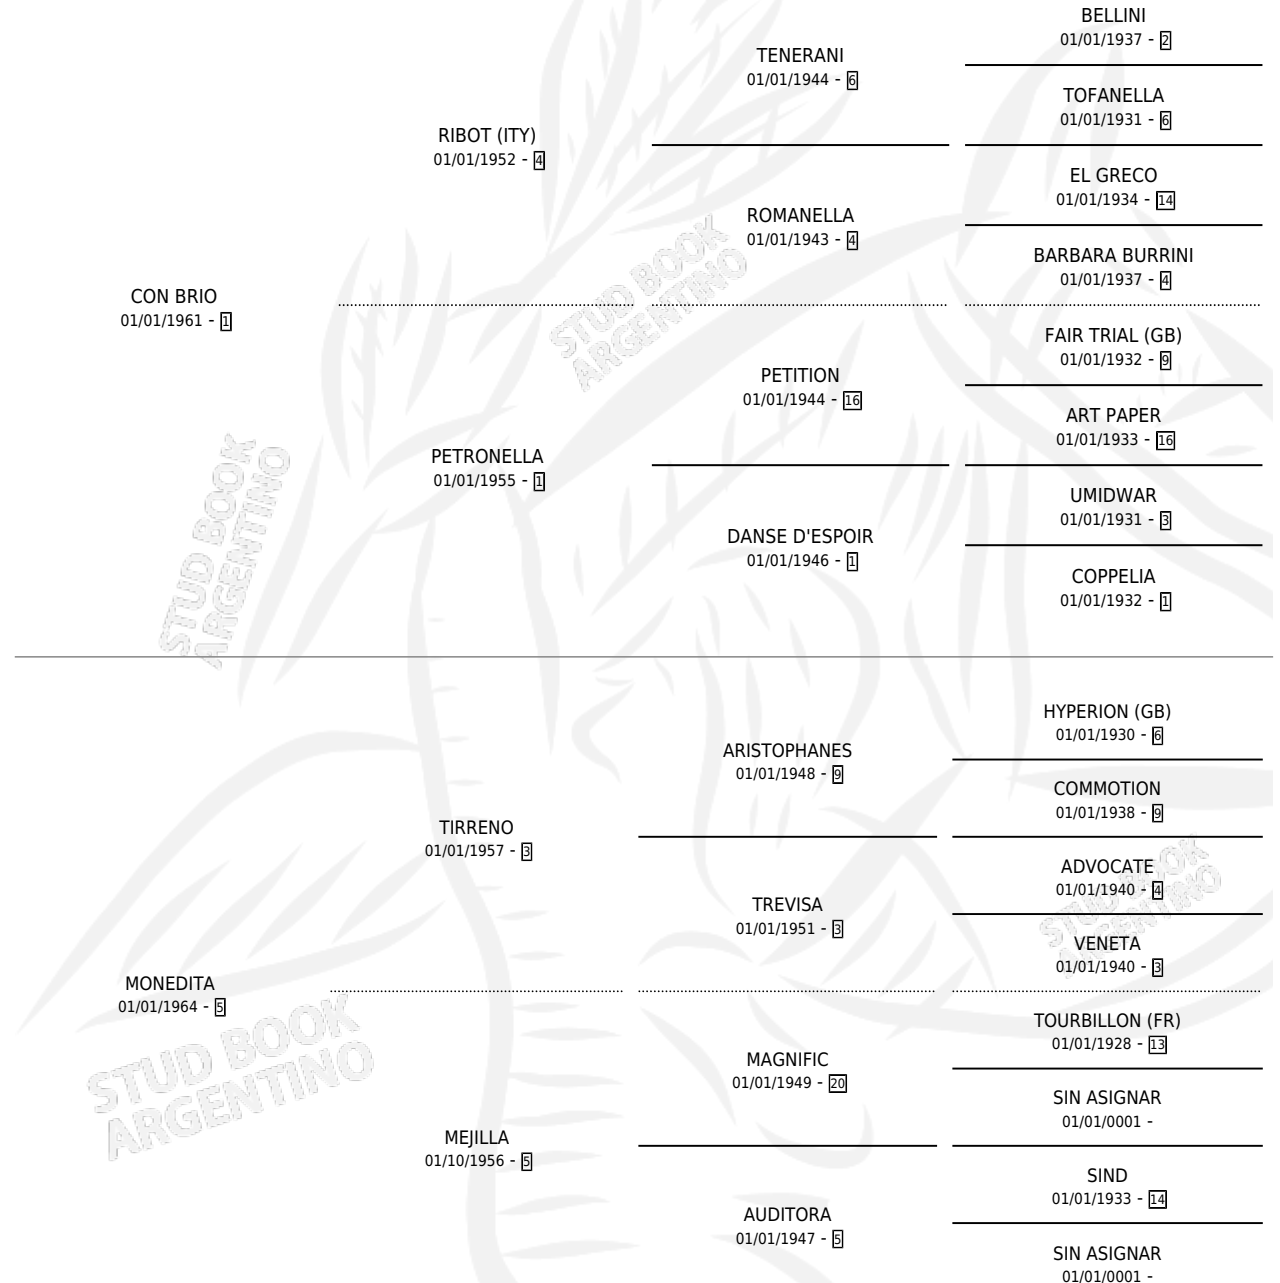 BELLINI
01/01/1937 - 2
TENERANI
01/01/1944 - 6
TOFANELLA
01/01/1931 - 6
RIBOT (ITY)
01/01/1952 - 4
EL GRECO
01/01/1934 - 14
ROMANELLA
01/01/1943 - 4
BARBARA BURRINI
01/01/1937 - 4
CON BRIO
01/01/1961 - 1
FAIR TRIAL (GB)
01/01/1932 - 9
PETITION
01/01/1944 - 16
ART PAPER
01/01/1933 - 16
PETRONELLA
01/01/1955 - 1
UMIDWAR
01/01/1931 - 3
DANSE D'ESPOIR
01/01/1946 - 1
COPPELIA
01/01/1932 - 1
HYPERION (GB)
01/01/1930 - 6
ARISTOPHANES
01/01/1948 - 9
COMMOTION
01/01/1938 - 9
TIRRENO
01/01/1957 - 3
ADVOCATE
01/01/1940 - 4
TREVISA
01/01/1951 - 3
VENETA
01/01/1940 - 3
MONEDITA
01/01/1964 - 5
TOURBILLON (FR)
01/01/1928 - 13
MAGNIFIC
01/01/1949 - 20
SIN ASIGNAR
01/01/0001 -
MEJILLA
01/10/1956 - 5
SIND
01/01/1933 - 14
AUDITORA
01/01/1947 - 5
SIN ASIGNAR
01/01/0001 -
STUD BOOK
ARGENTINO
STUD BOOK
ARGENTINO
STUD BOOK
ARGENTINO
STUD BOOK
ARGENTINO